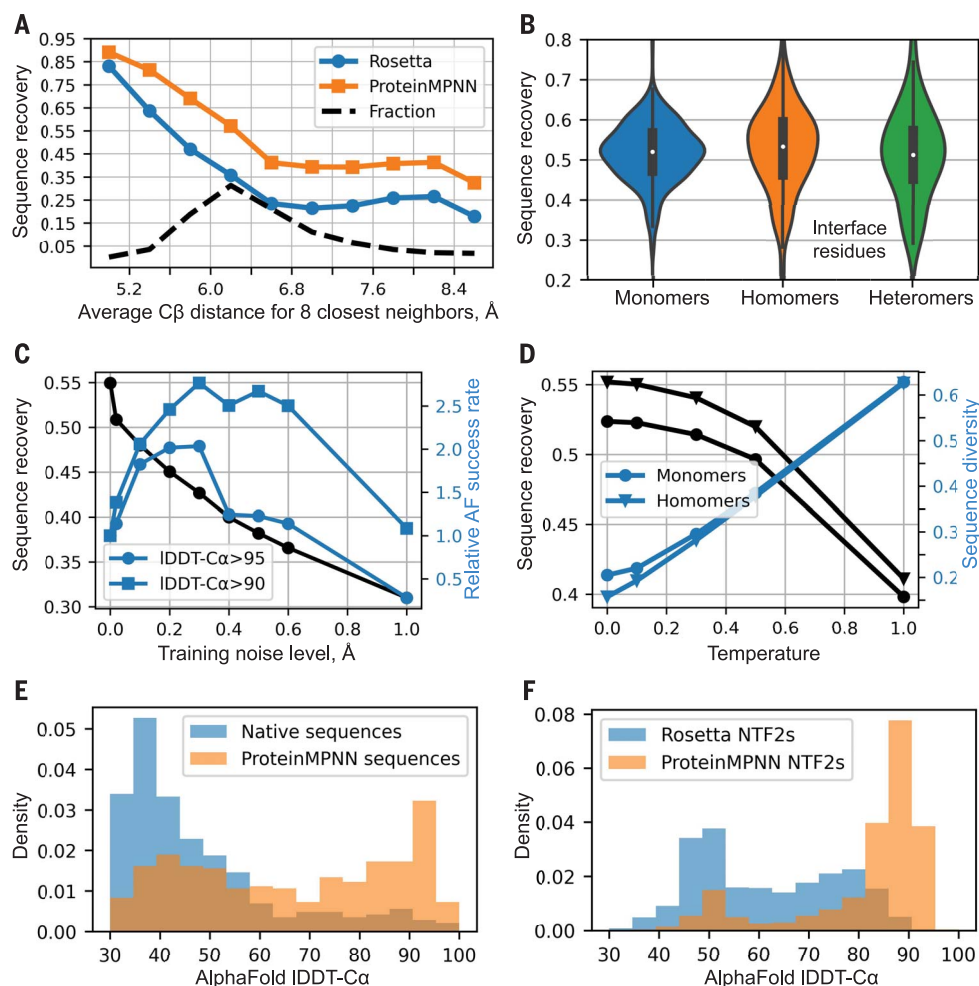 A
Sequence recovery
0.95
0.85
0.75
0.65
0.55
0.45
0.35
0.25
0.15
0.05
Rosetta
ProteinMPNN
Fraction
5.2 6.0 6.8 7.6 8.4
Average Cβ distance for 8 closest neighbors, Å
B
Sequence recovery
0.8
0.7
0.6
0.5
0.4
0.3
0.2
Interface
residues
Monomers Homomers Heteromers
C
Sequence recovery
0.55
0.50
0.45
0.40
0.35
0.30
lDDT-Cα>95
lDDT-Cα>90
2.5
2.0
1.5
1.0
0.5
Relative AF success rate
0.0 0.2 0.4 0.6 0.8 1.0
Training noise level, Å
D
Sequence recovery
0.55
0.5
0.45
0.4
Monomers
Homomers
0.6
0.5
0.4
0.3
0.2
Sequence diversity
0.0 0.2 0.4 0.6 0.8 1.0
Temperature
E
Density
0.05
0.04
0.03
0.02
0.01
0.00
Native sequences
ProteinMPNN sequences
30 40 50 60 70 80 90 100
AlphaFold lDDT-Cα
F
Density
0.08
0.06
0.04
0.02
0.00
Rosetta NTF2s
ProteinMPNN NTF2s
30 40 50 60 70 80 90 100
AlphaFold lDDT-Cα